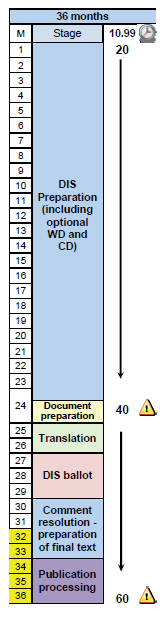 36 months
M Stage 10.99
1 20
2
3
4
5
6
7
8
9
10 DIS
11 Preparation
12 (including
13 optional
14 WD and
15 CD)
16
17
18
19
20
21
22
23
24 Document
preparation 40
25 Translation
26
27
28 DIS ballot
29
30 Comment
31 resolution -
32 preparation
33 of final text
34 Publication
35 processing
36 60